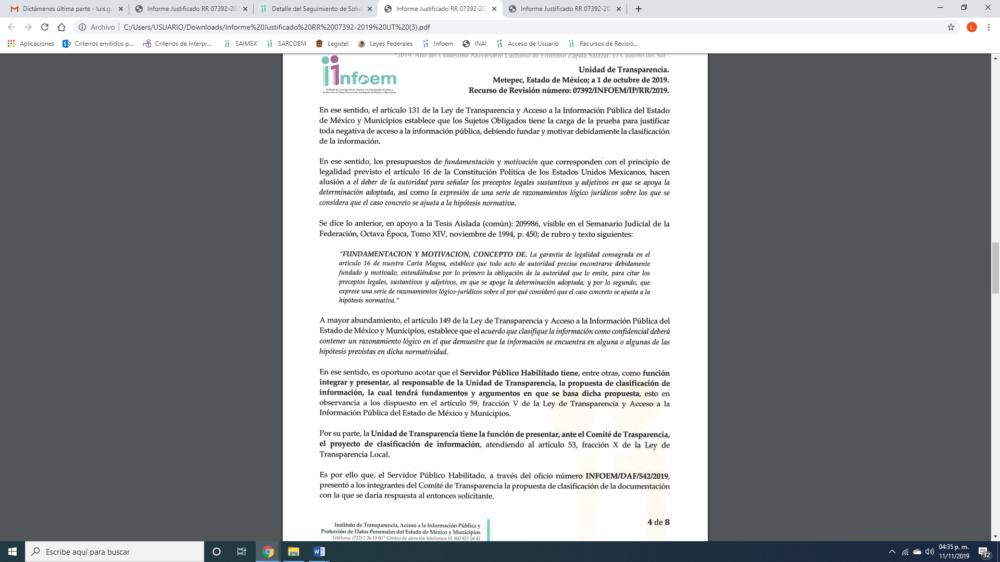 Dictámenes última parte - luis.gu
Informe Justificado RR 07392-20
Detalle del Seguimiento de Solici
Informe Justificado RR 07392-20
Informe Justificado RR 07392-20
Archivo
C:/Users/USUARIO/Downloads/Informe%20Justificado%20RR%2007392-2019%20UT%20(3).pdf
L
Aplicaciones
Criterios emitidos p...
Criterios de Interpr...
SAIMEX
SARCOEM
Legistel
Leyes Federales
Infoem
INAI
Acceso de Usuario
Recursos de Revisió...
"2019. Año del Centésimo Aniversario Luctuoso de Emiliano Zapata Salazar. El Caudillo del Sur".
infoem
Instituto de Transparencia, Acceso a la Información Pública y
Protección de Datos Personales del Estado de México y Municipios
Unidad de Transparencia.
Metepec, Estado de México; a 1 de octubre de 2019.
Recurso de Revisión número: 07392/INFOEM/IP/RR/2019.
En ese sentido, el artículo 131 de la Ley de Transparencia y Acceso a la Información Pública del Estado
de México y Municipios establece que los Sujetos Obligados tiene la carga de la prueba para justificar
toda negativa de acceso a la información pública, debiendo fundar y motivar debidamente la clasificación
de la información.
En ese sentido, los presupuestos de fundamentación y motivación que corresponden con el principio de
legalidad previsto el artículo 16 de la Constitución Política de los Estados Unidos Mexicanos, hacen
alusión a el deber de la autoridad para señalar los preceptos legales sustantivos y adjetivos en que se apoya la
determinación adoptada, así como la expresión de una serie de razonamientos lógico jurídicos sobre los que se
considera que el caso concreto se ajusta a la hipótesis normativa.
Se dice lo anterior, en apoyo a la Tesis Aislada (común): 209986, visible en el Semanario Judicial de la
Federación, Octava Época, Tomo XIV, noviembre de 1994, p. 450; de rubro y texto siguientes:
"FUNDAMENTACION Y MOTIVACION, CONCEPTO DE. La garantía de legalidad consagrada en el
artículo 16 de nuestra Carta Magna, establece que todo acto de autoridad precisa encontrarse debidamente
fundado y motivado, entendiéndose por lo primero la obligación de la autoridad que lo emite, para citar los
preceptos legales, sustantivos y adjetivos, en que se apoye la determinación adoptada; y por lo segundo, que
exprese una serie de razonamientos lógico-jurídicos sobre el por qué consideró que el caso concreto se ajusta a la
hipótesis normativa."
A mayor abundamiento, el artículo 149 de la Ley de Transparencia y Acceso a la Información Pública del
Estado de México y Municipios, establece que el acuerdo que clasifique la información como confidencial deberá
contener un razonamiento lógico en el que demuestre que la información se encuentra en alguna o algunas de las
hipótesis previstas en dicha normatividad.
En ese sentido, es oportuno acotar que el Servidor Público Habilitado tiene, entre otras, como función
integrar y presentar, al responsable de la Unidad de Transparencia, la propuesta de clasificación de
información, la cual tendrá fundamentos y argumentos en que se basa dicha propuesta, esto en
observancia a los dispuesto en el artículo 59, fracción V de la Ley de Transparencia y Acceso a la
Información Pública del Estado de México y Municipios.
Por su parte, la Unidad de Transparencia tiene la función de presentar, ante el Comité de Trasparencia,
el proyecto de clasificación de información, atendiendo al artículo 53, fracción X de la Ley de
Transparencia Local.
Es por ello que, el Servidor Público Habilitado, a través del oficio número INFOEM/DAF/542/2019,
presentó a los integrantes del Comité de Transparencia la propuesta de clasificación de la documentación
con la que se daría respuesta al entonces solicitante.
Instituto de Transparencia, Acceso a la Información Pública y
Protección de Datos Personales del Estado de México y Municipios
Teléfono: (722) 2 26 19 80 * Centro de atención telefónica: 01 800 821 04 41
4 de 8
Escribe aquí para buscar
04:35 p. m.
11/11/2019
32